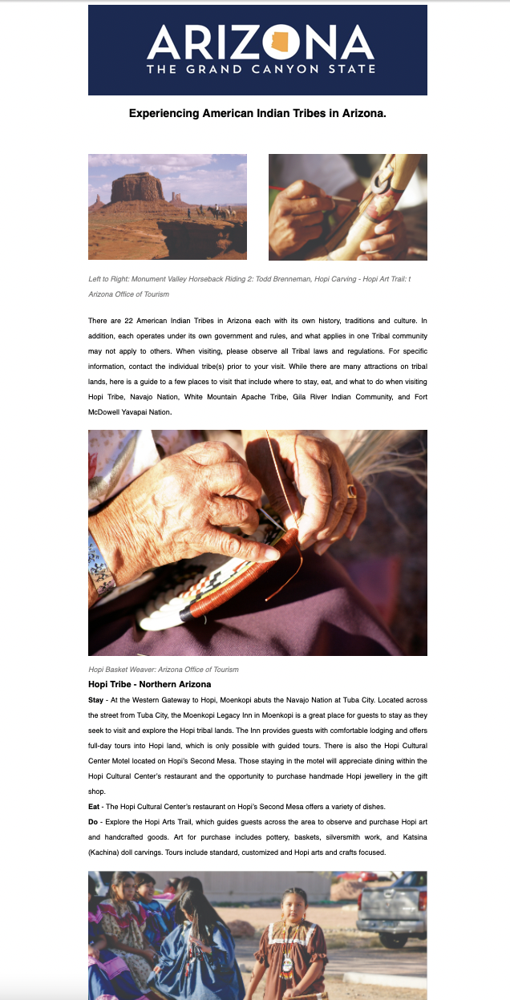 ARIZONA
THE GRAND CANYON STATE
Experiencing American Indian Tribes in Arizona.
Left to Right: Monument Valley Horseback Riding 2: Todd Brenneman, Hopi Carving - Hopi Art Trail: t
Arizona Office of Tourism
There are 22 American Indian Tribes in Arizona each with its own history, traditions and culture. In
addition, each operates under its own government and rules, and what applies in one Tribal community
may not apply to others. When visiting, please observe all Tribal laws and regulations. For specific
information, contact the individual tribe(s) prior to your visit. While there are many attractions on tribal
lands, here is a guide to a few places to visit that include where to stay, eat, and what to do when visiting
Hopi Tribe, Navajo Nation, White Mountain Apache Tribe, Gila River Indian Community, and Fort
McDowell Yavapai Nation.
Hopi Basket Weaver: Arizona Office of Tourism
Hopi Tribe - Northern Arizona
Stay - At the Western Gateway to Hopi, Moenkopi abuts the Navajo Nation at Tuba City. Located across
the street from Tuba City, the Moenkopi Legacy Inn in Moenkopi is a great place for guests to stay as they
seek to visit and explore the Hopi tribal lands. The Inn provides guests with comfortable lodging and offers
full-day tours into Hopi land, which is only possible with guided tours. There is also the Hopi Cultural
Center Motel located on Hopi's Second Mesa. Those staying in the motel will appreciate dining within the
Hopi Cultural Center's restaurant and the opportunity to purchase handmade Hopi jewellery in the gift
shop.
Eat - The Hopi Cultural Center's restaurant on Hopi's Second Mesa offers a variety of dishes.
Do - Explore the Hopi Arts Trail, which guides guests across the area to observe and purchase Hopi art
and handcrafted goods. Art for purchase includes pottery, baskets, silversmith work, and Katsina
(Kachina) doll carvings. Tours include standard, customized and Hopi arts and crafts focused.